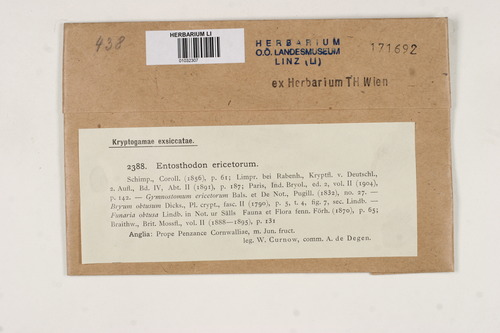 438
HERBARIUM LI
01032307
HERBARIUM
O.Ö. LANDESMUSEUM
LINZ (LI)
171692
ex Herbarium TH Wien
Kryptogamae exsiccatae.
2388. Entosthodon ericetorum.
Schimp., Coroll. (1856), p. 61; Limpr. bei Rabenh., Kryptfl. v. Deutschl.,
2. Aufl., Bd. IV, Abt. II (1891), p. 187; Paris, Ind. Bryol., ed. 2, vol. II (1904),
p. 142. — Gymnostomum ericetorum Bals. et De Not., Pugill. (1832), no. 27. —
Bryum obtusum Dicks., Pl. crypt., fasc. II (1790), p. 5, t. 4, fig. 7, sec. Lindb. —
Funaria obtusa Lindb. in Not. ur Sälls Fauna et Flora fenn. Förh. (1870), p. 65;
Braithw., Brit. Mossfl., vol. II (1888—1895), p. 131
Anglia: Prope Penzance Cornwalliae, m. Jun. fruct.
leg. W. Curnow, comm. A. de Degen.